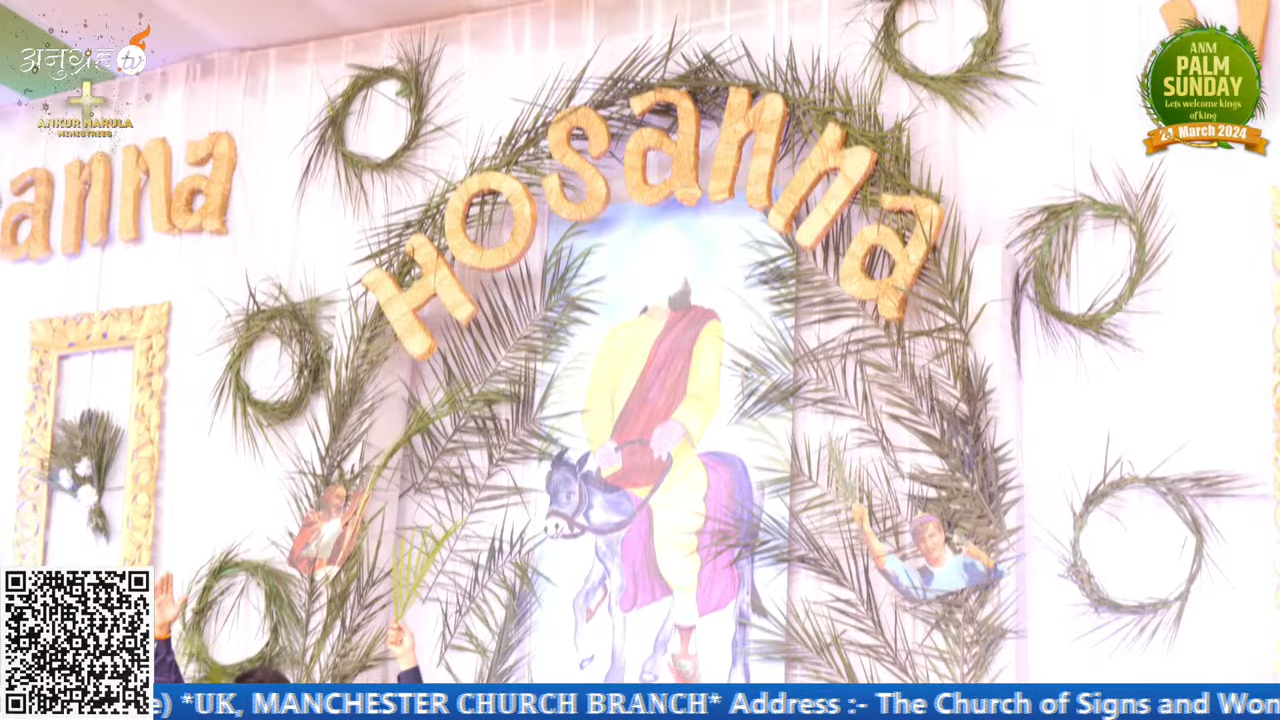 अनुग्रह tv
ANKUR NARULA
MINISTRIES
ANM
PALM
SUNDAY
Lets welcome kings
of king
24 March 2024
Hosanna
anna
e) *UK, MANCHESTER CHURCH BRANCH* Address :- The Church of Signs and Won